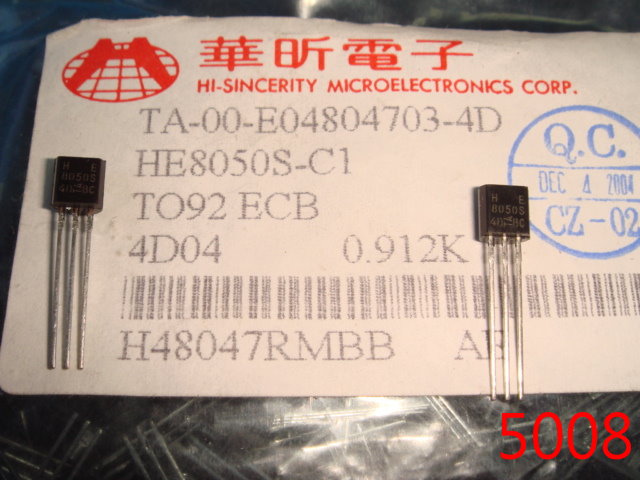 華昕電子
HI-SINCERITY MICROELECTRONICS CORP.
TA-00-E04804703-4D
HE8050S-C1
TO92 ECB
4D04 0.912K
H48047RMBB
Q.C.
DEC 4 2004
CZ-02
H E
8050S
H E
8050S
5008